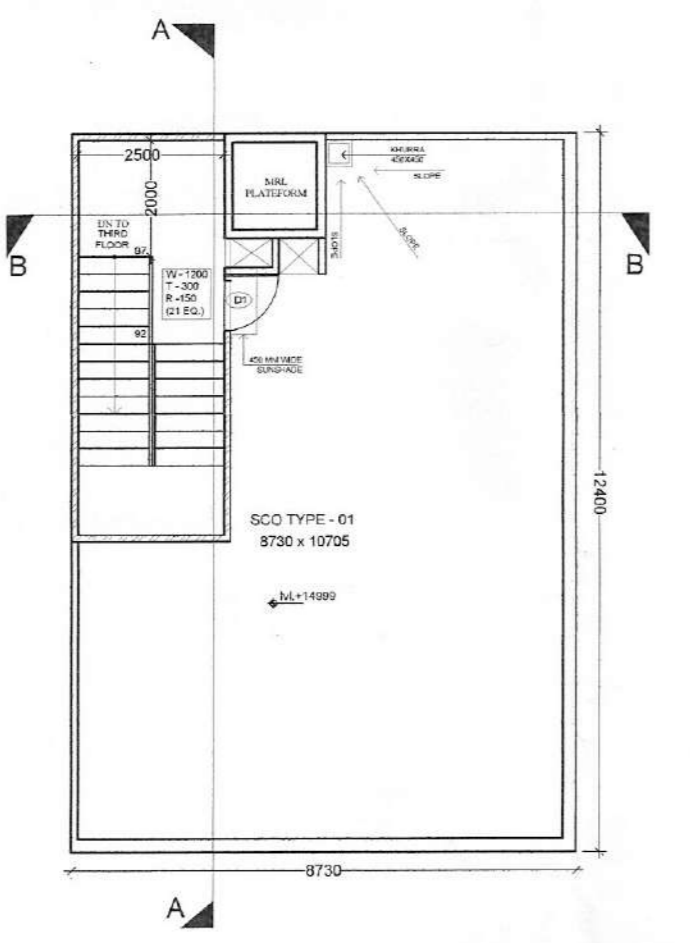 A
2500
KHURRA
450X450
SLOPE
2000
MRL
PLATEFORM
B
DN TO
THIRD
FLOOR
SLOPE
SLOPE
B
97
W - 1200
T - 300
R -150
(21 EQ.)
D1
92
450 MM WIDE
SUNSHADE
12400
SCO TYPE - 01
8730 x 10705
lvl.+14999
8730
A